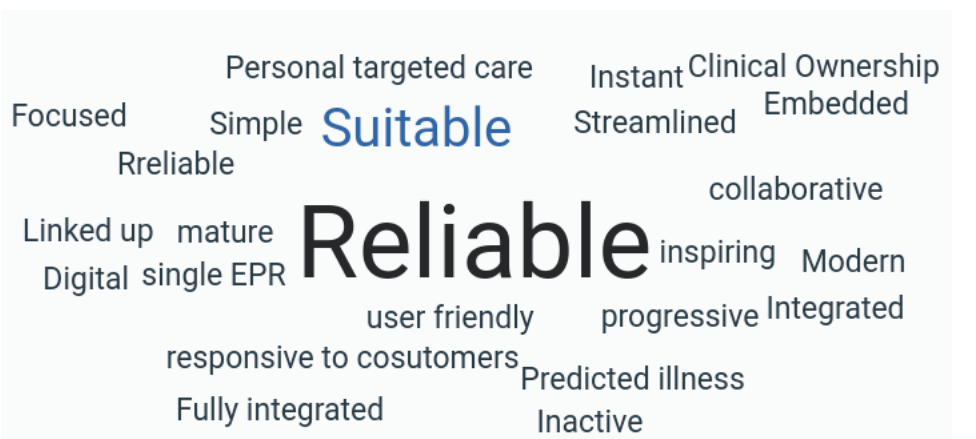 Personal targeted care
Instant
Clinical Ownership
Embedded
Focused
Simple
Suitable
Streamlined
Rreliable
collaborative
Linked up
mature
Reliable
inspiring
Modern
Digital
single EPR
user friendly
progressive
Integrated
responsive to cosutomers
Predicted illness
Fully integrated
Inactive